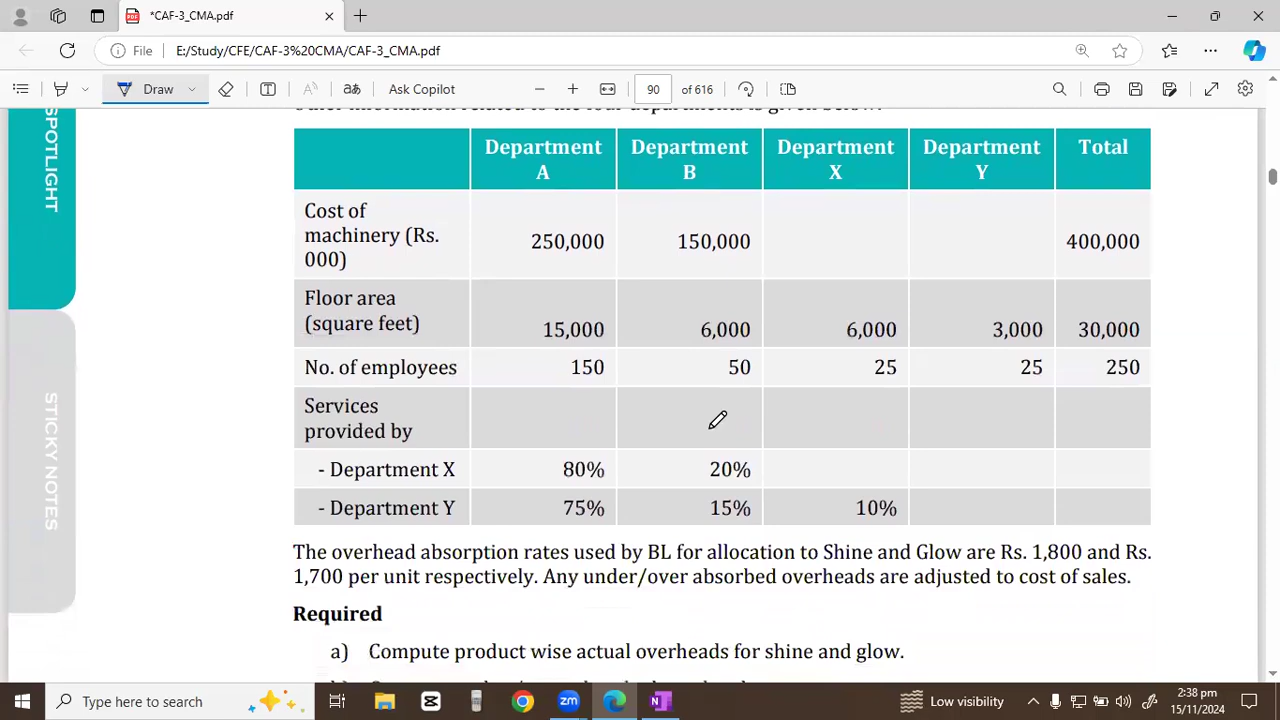 *CAF-3_CMA.pdf
File E:/Study/CFE/CAF-3%20CMA/CAF-3_CMA.pdf
Draw Ask Copilot 90 of 616
SPOTLIGHT
STICKY NOTES
Department A Department B Department X Department Y Total
Cost of machinery (Rs. 000) 250,000 150,000 400,000
Floor area (square feet) 15,000 6,000 6,000 3,000 30,000
No. of employees 150 50 25 25 250
Services provided by
- Department X 80% 20%
- Department Y 75% 15% 10%
The overhead absorption rates used by BL for allocation to Shine and Glow are Rs. 1,800 and Rs.
1,700 per unit respectively. Any under/over absorbed overheads are adjusted to cost of sales.
Required
a) Compute product wise actual overheads for shine and glow.
Type here to search
Low visibility
2:38 pm
15/11/2024